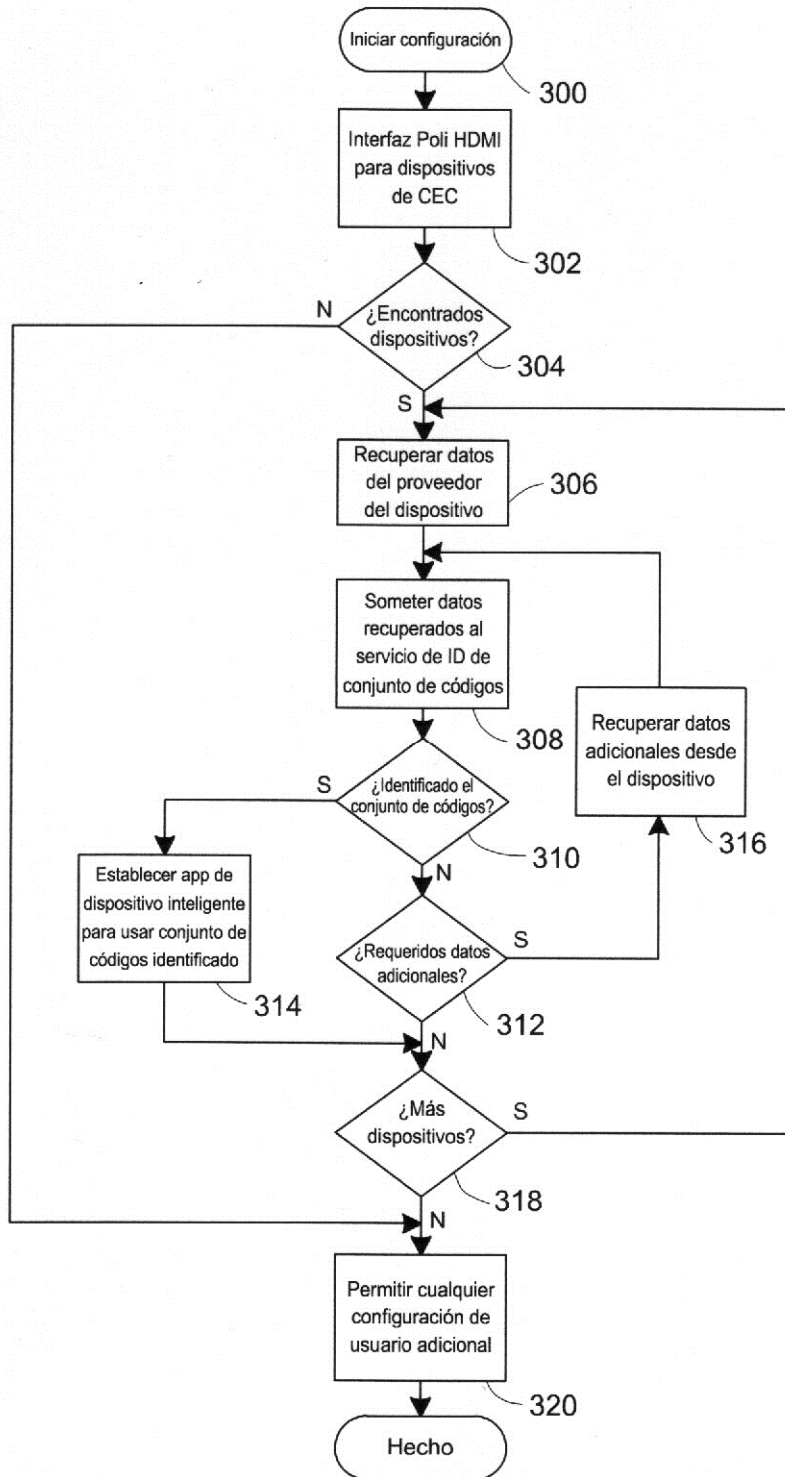 Iniciar configuración
300
Interfaz Poli HDMI
para dispositivos
de CEC
302
N
¿Encontrados
dispositivos?
304
S
Recuperar datos
del proveedor
del dispositivo
306
Someter datos
recuperados al
servicio de ID de
conjunto de códigos
308
Recuperar datos
adicionales desde
el dispositivo
316
S
¿Identificado el
conjunto de códigos?
310
N
Establecer app de
dispositivo inteligente
para usar conjunto de
códigos identificado
314
¿Requeridos datos
adicionales?
S
312
N
¿Más
dispositivos?
S
318
N
Permitir cualquier
configuración de
usuario adicional
320
Hecho